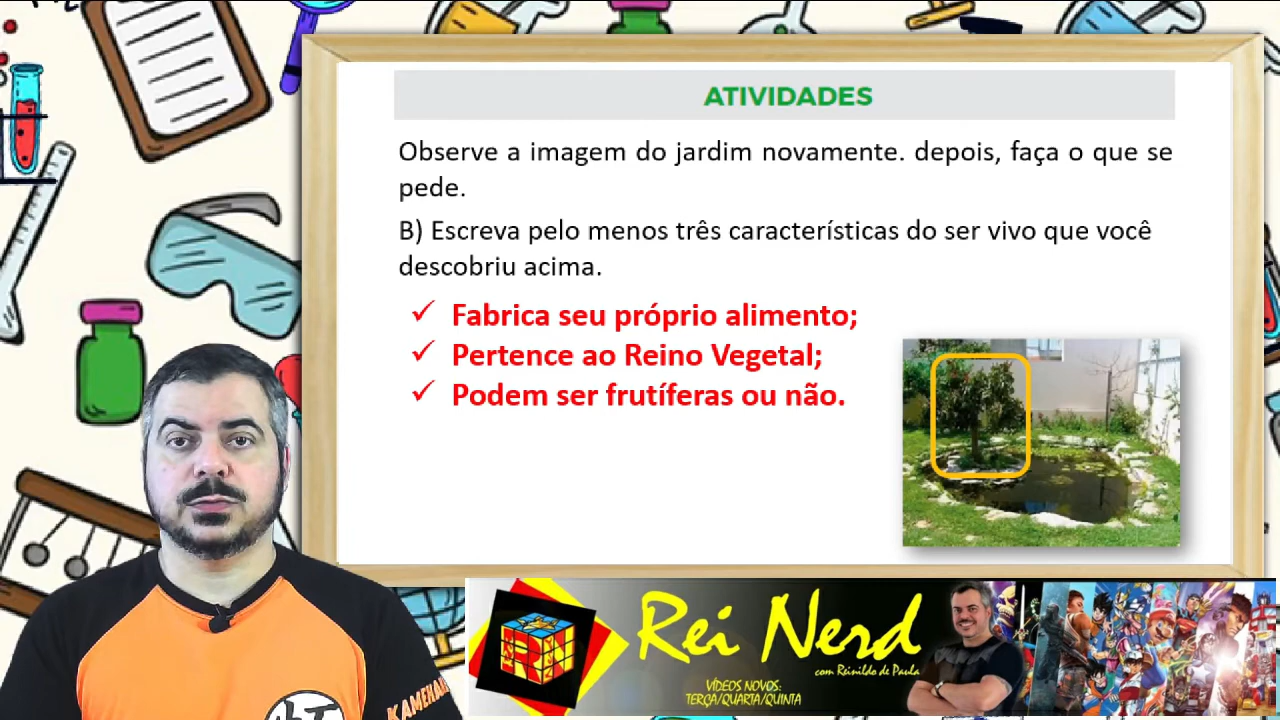 ATIVIDADES
Observe a imagem do jardim novamente. depois, faça o que se
pede.
B) Escreva pelo menos três características do ser vivo que você
descobriu acima.
✓ Fabrica seu próprio alimento;
✓ Pertence ao Reino Vegetal;
✓ Podem ser frutíferas ou não.
Rei Nerd
com Reinildo de Paula
VÍDEOS NOVOS:
TERÇA/QUARTA/QUINTA